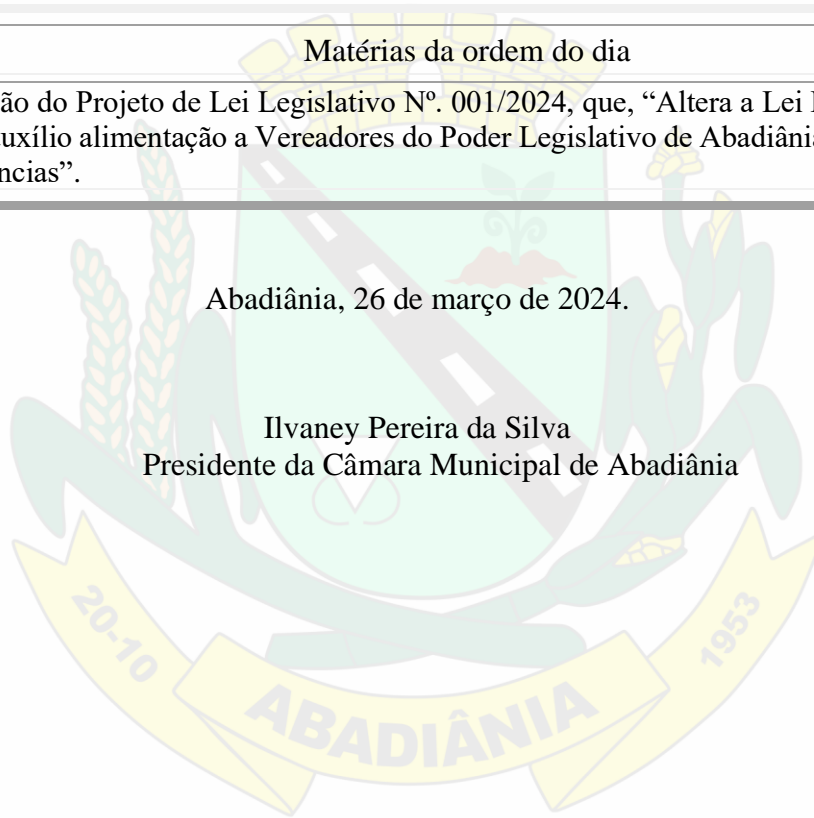 Matérias da ordem do dia
ão do Projeto de Lei Legislativo Nº. 001/2024, que, “Altera a Lei
uxílio alimentação a Vereadores do Poder Legislativo de Abadiânia
ncias”.
Abadiânia, 26 de março de 2024.
Ilvaney Pereira da Silva
Presidente da Câmara Municipal de Abadiânia
20-10
1953
ABADIÂNIA